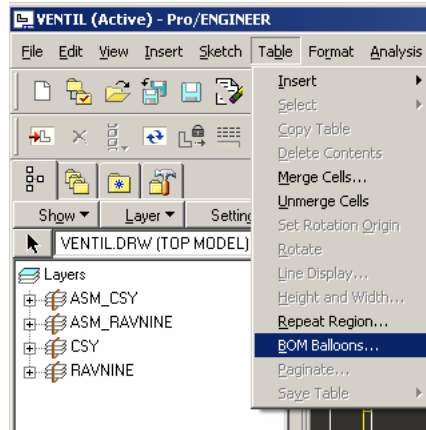 VENTIL (Active) - Pro/ENGINEER
File Edit View Insert Sketch Table Format Analysis
Insert
Select
Copy Table
Delete Contents
Merge Cells...
Unmerge Cells
Set Rotation Origin
Rotate
Line Display...
Height and Width...
Repeat Region...
BOM Balloons...
Paginate...
Save Table
Show Layer Setting
VENTIL.DRW (TOP MODEL)
Layers
ASM_CSY
ASM_RAVNINE
CSY
RAVNINE